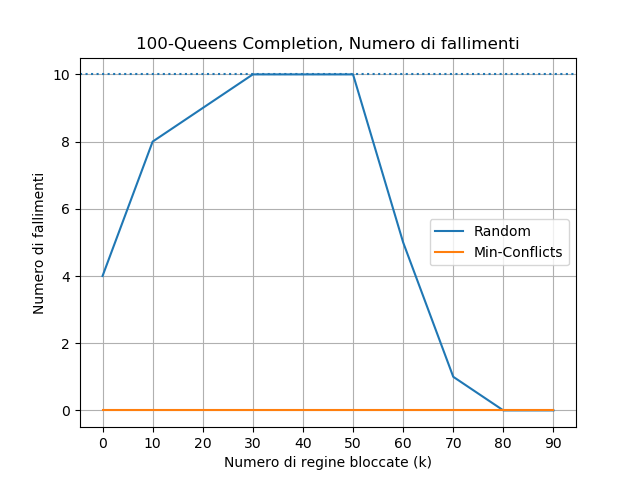 100-Queens Completion, Numero di fallimenti
10
8
6
4
2
0
Numero di fallimenti
Random
Min-Conflicts
0 10 20 30 40 50 60 70 80 90
Numero di regine bloccate (k)